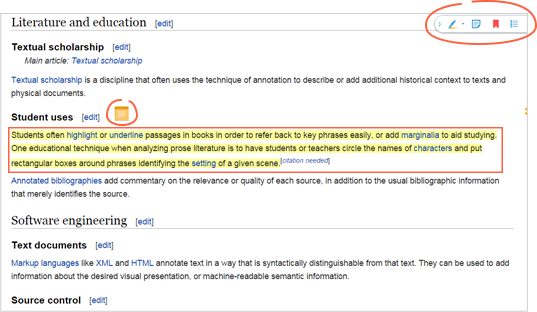 Literature and education [edit]
Textual scholarship [edit]
Main article: Textual scholarship
Textual scholarship is a discipline that often uses the technique of annotation to describe or add additional historical context to texts and
physical documents.
Student uses [edit]
Students often highlight or underline passages in books in order to refer back to key phrases easily, or add marginalia to aid studying.
One educational technique when analyzing prose literature is to have students or teachers circle the names of characters and put
rectangular boxes around phrases identifying the setting of a given scene.[citation needed]
Annotated bibliographies add commentary on the relevance or quality of each source, in addition to the usual bibliographic information
that merely identifies the source.
Software engineering [edit]
Text documents [edit]
Markup languages like XML and HTML annotate text in a way that is syntactically distinguishable from that text. They can be used to add
information about the desired visual presentation, or machine-readable semantic information.
Source control [edit]